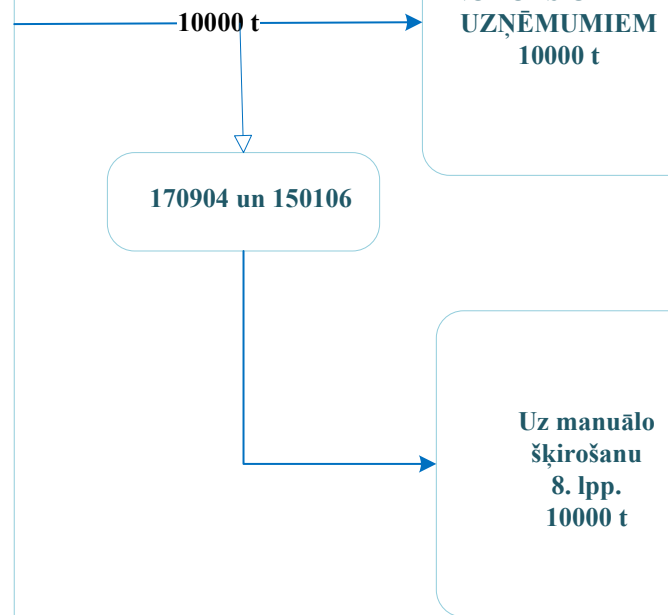 10000 t
UZŅĒMUMIEM
10000 t
170904 un 150106
Uz manuālo
šķirošanu
8. lpp.
10000 t